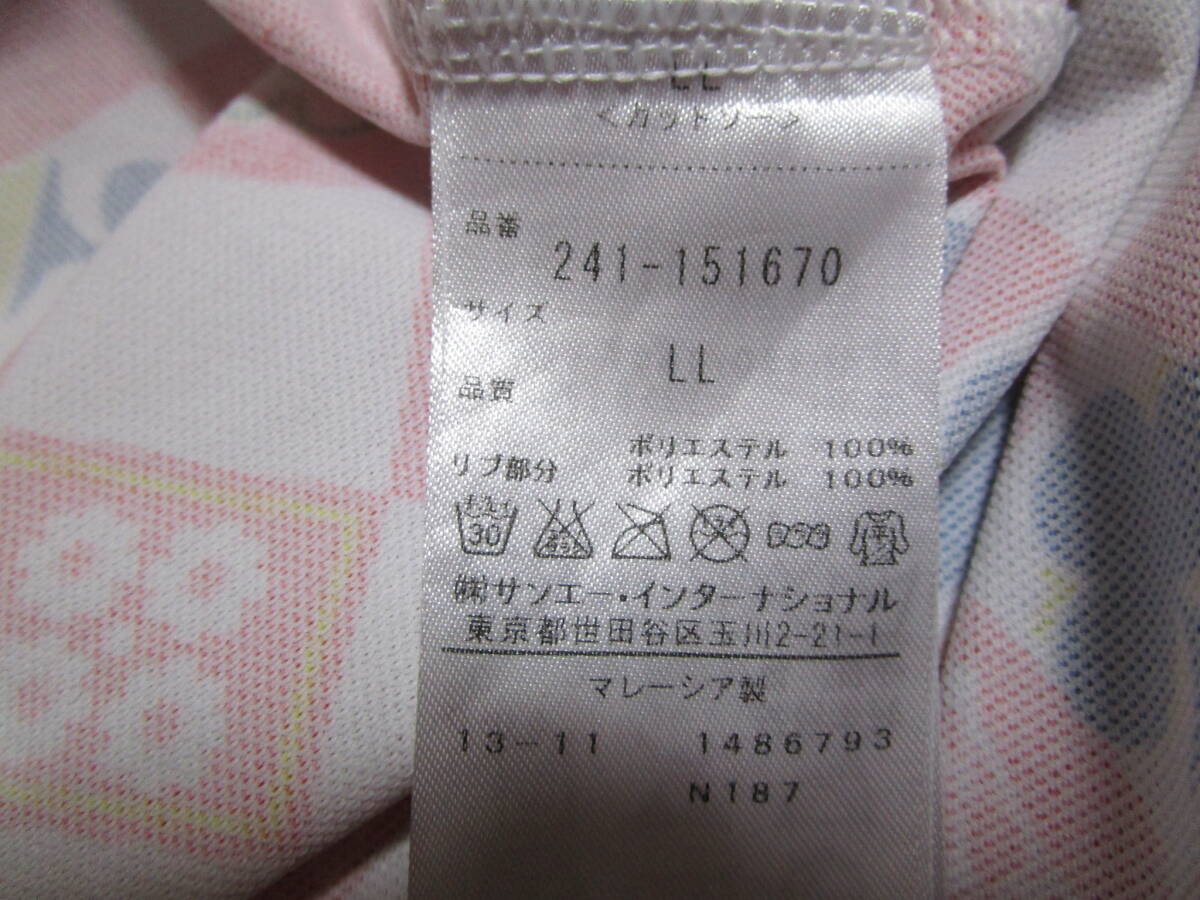 LL
<カットソー>
品番
241-151670
サイズ
LL
品質
ポリエステル 100%
リブ部分 ポリエステル 100%
30
㈱サンエー・インターナショナル
東京都世田谷区玉川2-21-1
マレーシア製
13-11 1486793
N187